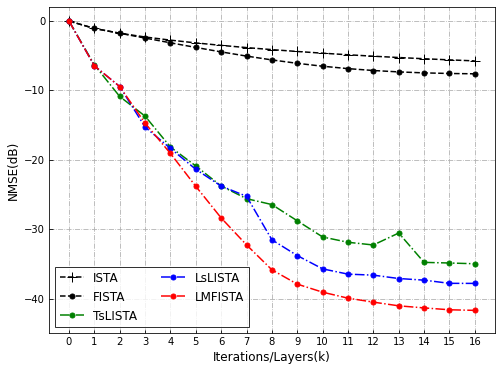 0
−10
−20
−30
−40
NMSE(dB)
ISTA
FISTA
TsLISTA
LsLISTA
LMFISTA
0 1 2 3 4 5 6 7 8 9 10 11 12 13 14 15 16
Iterations/Layers(k)